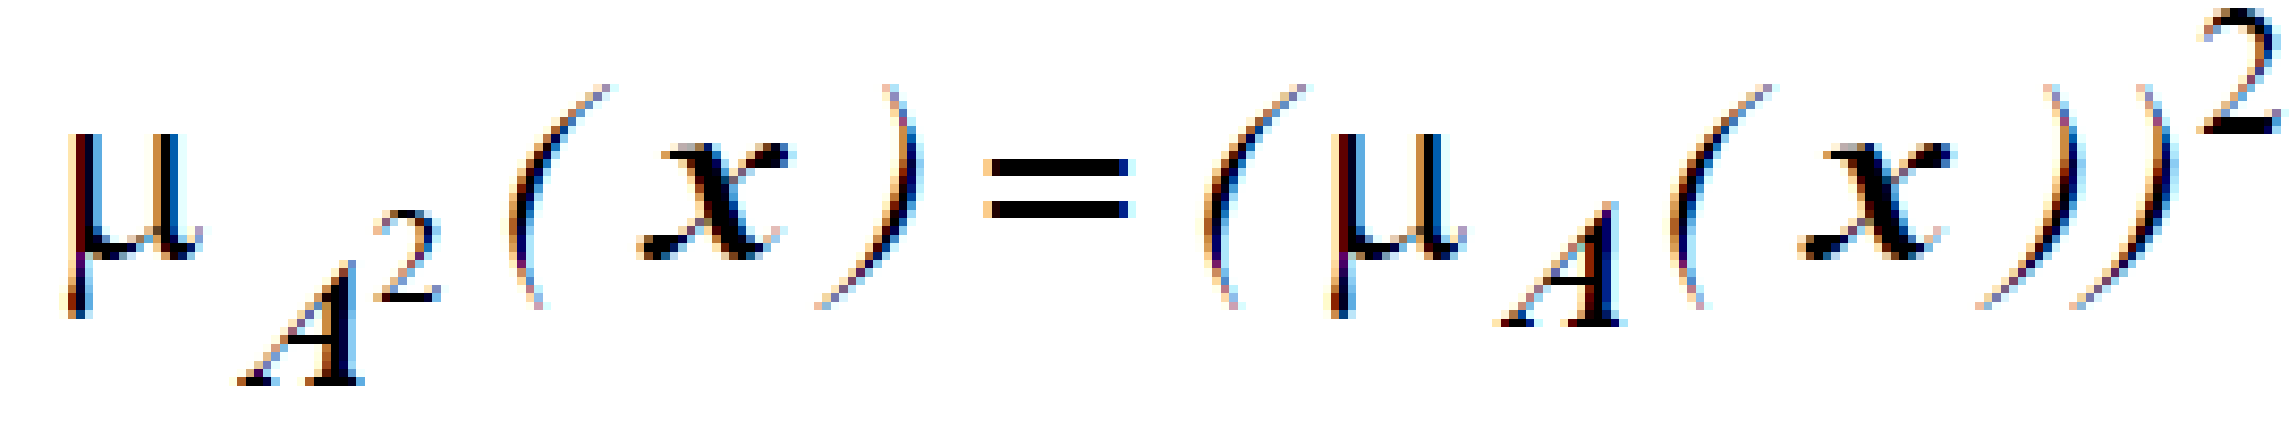 μ_{A^2}(x) = (μ_A(x))^2